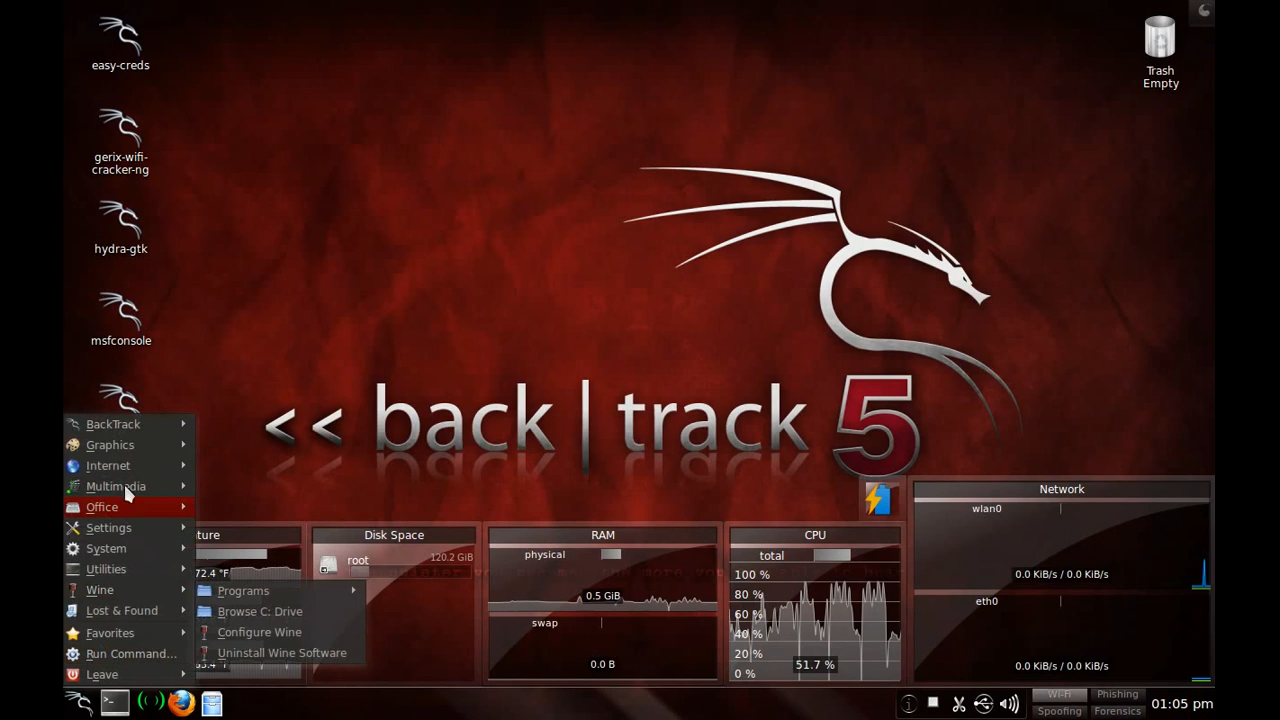 easy-creds
gerix-wifi-
cracker-ng
hydra-gtk
msfconsole
Trash
Empty
<< back | track 5
BackTrack
Graphics
Internet
Multimedia
Office
Settings
System
Utilities
Wine
Lost & Found
Favorites
Run Command...
Leave
Programs
Browse C: Drive
Configure Wine
Uninstall Wine Software
ture
72.4 °F
Disk Space
root
120.2 GiB
RAM
physical
0.5 GiB
swap
0.0 B
CPU
total
100 %
80 %
60 %
40 %
20 %
0 %
51.7 %
Network
wlan0
0.0 KiB/s / 0.0 KiB/s
eth0
0.0 KiB/s / 0.0 KiB/s
Wi-Fi
Phishing
Spoofing
Forensics
01:05 pm